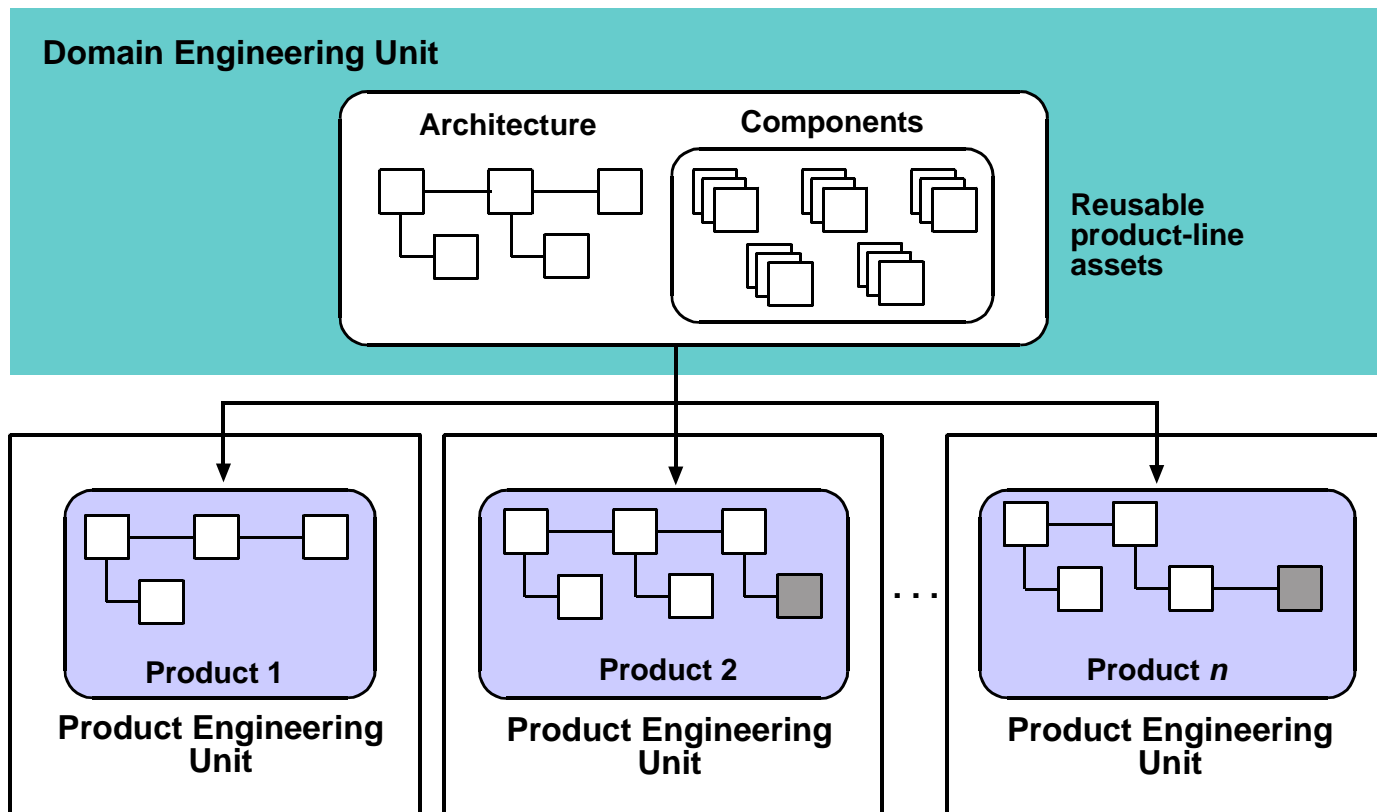 Domain Engineering Unit
Architecture
Components
Reusable
product-line
assets
Product 1
Product Engineering
Unit
Product 2
Product Engineering
Unit
. . .
Product n
Product Engineering
Unit